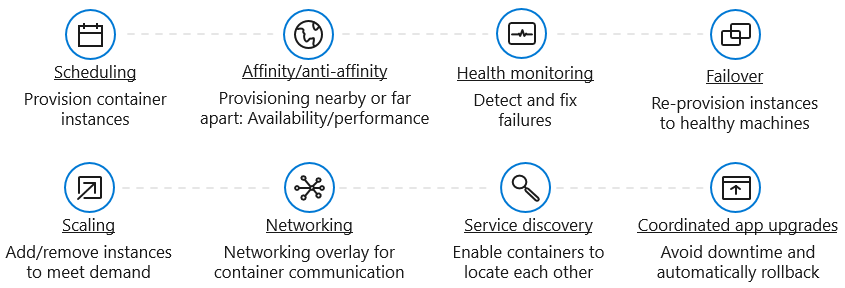 Scheduling
Provision container
instances
Affinity/anti-affinity
Provisioning nearby or far
apart: Availability/performance
Health monitoring
Detect and fix
failures
Failover
Re-provision instances
to healthy machines
Scaling
Add/remove instances
to meet demand
Networking
Networking overlay for
container communication
Service discovery
Enable containers to
locate each other
Coordinated app upgrades
Avoid downtime and
automatically rollback